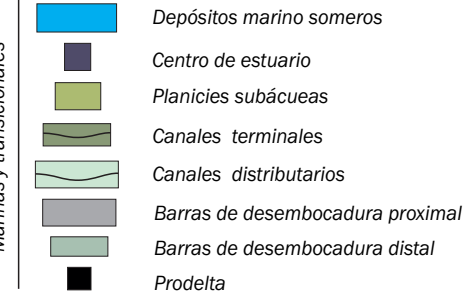 Marinas y transicionales
Depósitos marino someros
Centro de estuario
Planicies subácueas
Canales terminales
Canales distributarios
Barras de desembocadura proximal
Barras de desembocadura distal
Prodelta